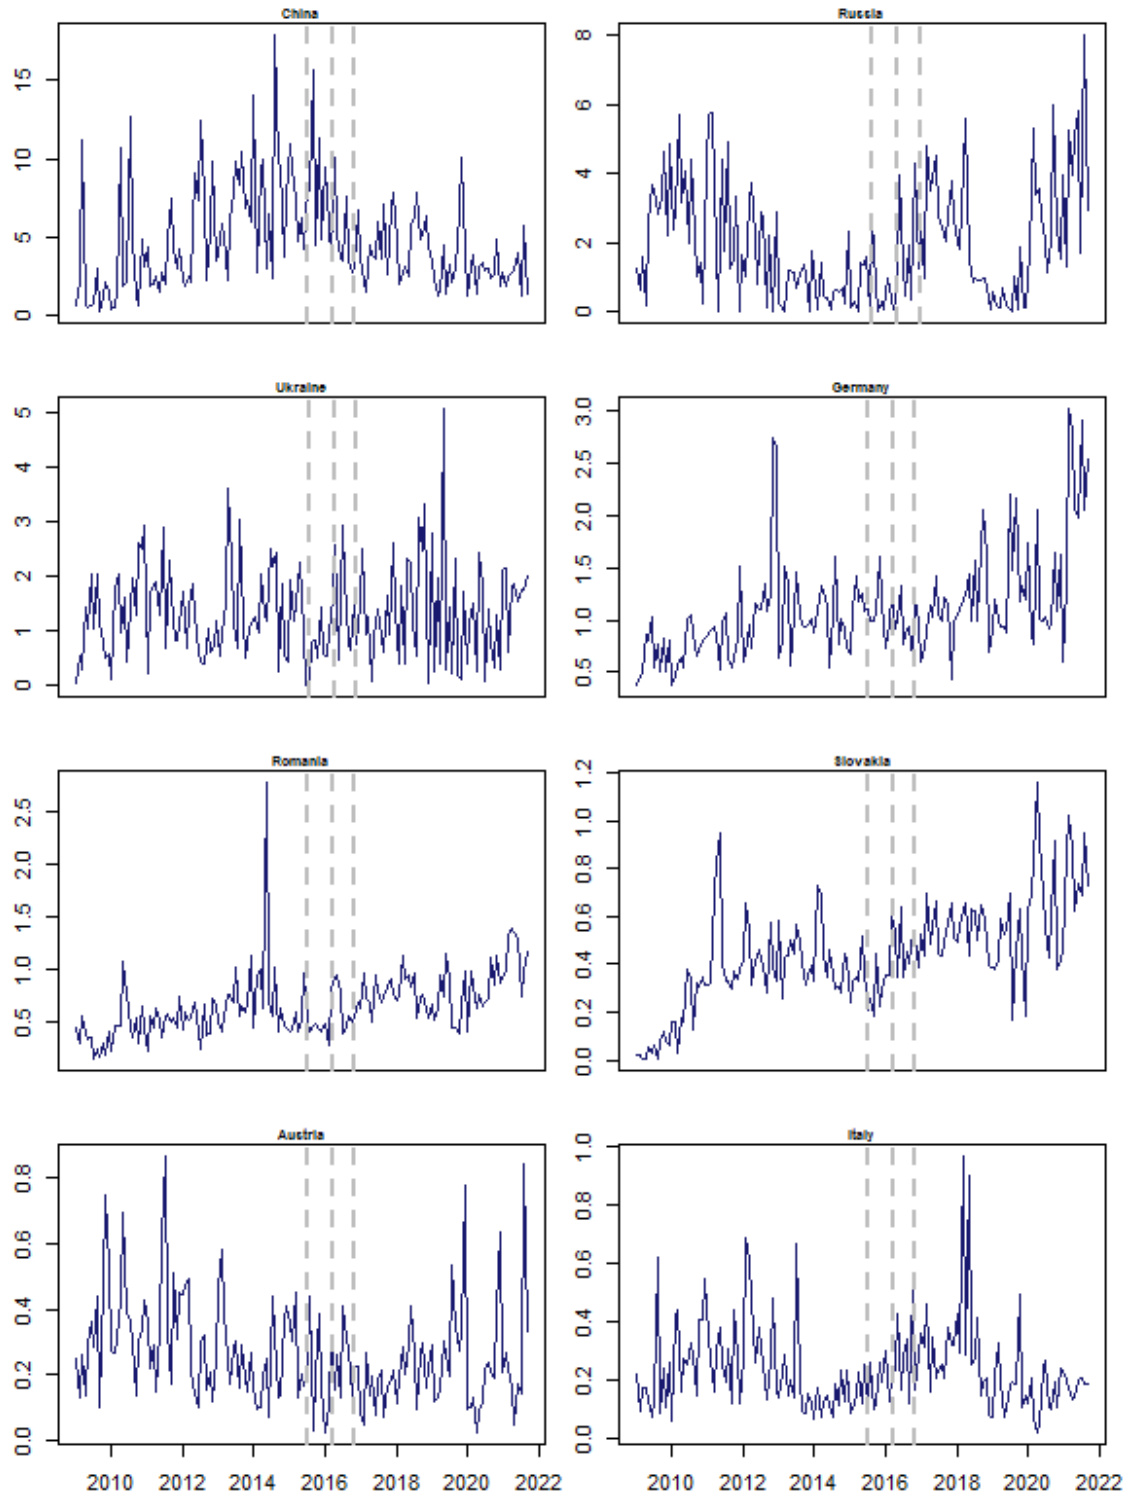 China
0 5 10 15
Russia
0 2 4 6 8
Ukraine
0 1 2 3 4 5
Germany
0.5 1.0 1.5 2.0 2.5 3.0
Romania
0.5 1.0 1.5 2.0 2.5
Slovakia
0.0 0.2 0.4 0.6 0.8 1.0 1.2
Austria
0.0 0.2 0.4 0.6 0.8
2010 2012 2014 2016 2018 2020 2022
Italy
0.0 0.2 0.4 0.6 0.8 1.0
2010 2012 2014 2016 2018 2020 2022